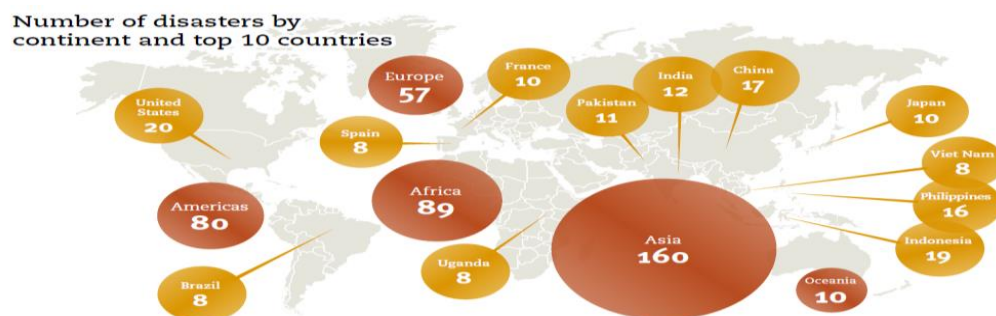 Number of disasters by
continent and top 10 countries
Europe
57
France
10
India
12
China
17
United
States
20
Spain
8
Pakistan
11
Japan
10
Viet Nam
8
Americas
80
Africa
89
Philippines
16
Asia
160
Indonesia
19
Uganda
8
Brazil
8
Oceania
10